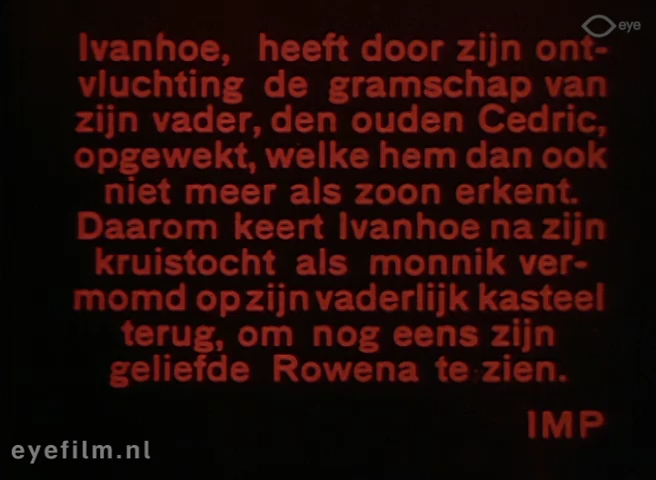 eye
Ivanhoe, heeft door zijn ont-
vluchting de gramschap van
zijn vader, den ouden Cedric,
opgewekt, welke hem dan ook
niet meer als zoon erkent.
Daarom keert Ivanhoe na zijn
kruistocht als monnik ver-
momd op zijn vaderlijk kasteel
terug, om nog eens zijn
geliefde Rowena te zien.
IMP
eyefilm.nl